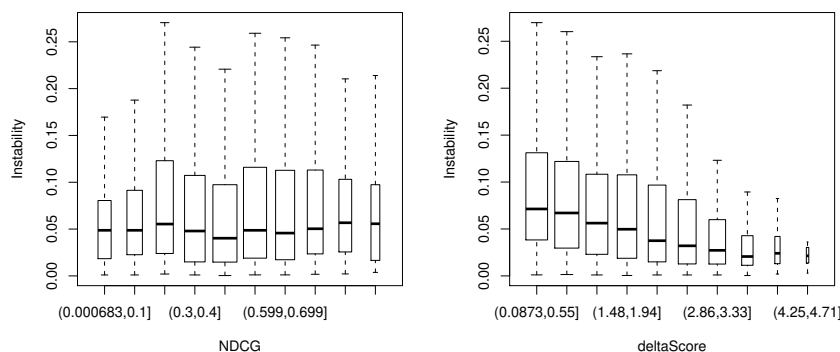 0.25
0.20
0.15
0.10
0.05
0.00
Instability
(0.000683,0.1] (0.3,0.4] (0.599,0.699]
NDCG
0.25
0.20
0.15
0.10
0.05
0.00
Instability
(0.0873,0.55] (1.48,1.94] (2.86,3.33] (4.25,4.71]
deltaScore